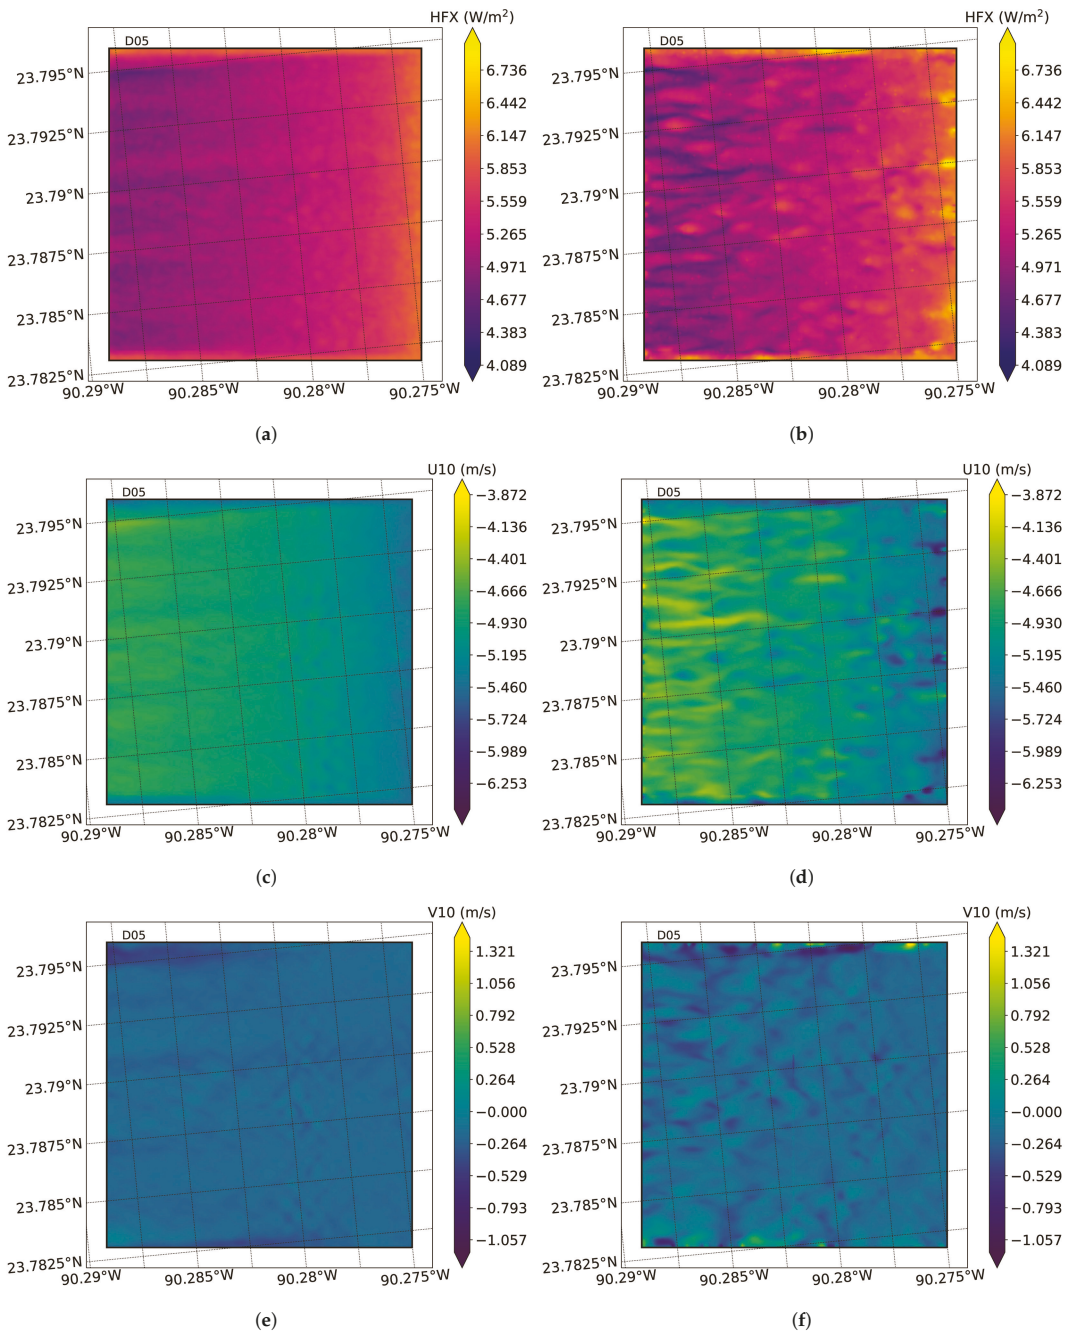 HFX (W/m²) HFX (W/m²)
D05 D05
23.795°N 6.736 23.795°N 6.736
23.7925°N 6.442 23.7925°N 6.442
6.147 6.147
23.79°N 5.853 23.79°N 5.853
5.559 5.559
23.7875°N 5.265 23.7875°N 5.265
4.971 4.971
23.785°N 4.677 23.785°N 4.677
4.383 4.383
23.7825°N 4.089 23.7825°N 4.089
90.29°W 90.285°W 90.28°W 90.275°W 90.29°W 90.285°W 90.28°W 90.275°W
(a) (b)
U10 (m/s) U10 (m/s)
D05 D05
−3.872 −3.872
23.795°N −4.136 23.795°N −4.136
−4.401 −4.401
23.7925°N −4.666 23.7925°N −4.666
23.79°N −4.930 23.79°N −4.930
−5.195 −5.195
23.7875°N −5.460 23.7875°N −5.460
−5.724 −5.724
23.785°N −5.989 23.785°N −5.989
−6.253 −6.253
23.7825°N 23.7825°N
90.29°W 90.285°W 90.28°W 90.275°W 90.29°W 90.285°W 90.28°W 90.275°W
(c) (d)
V10 (m/s) V10 (m/s)
D05 D05
1.321 1.321
23.795°N 1.056 23.795°N 1.056
0.792 0.792
23.7925°N 0.528 23.7925°N 0.528
23.79°N 0.264 23.79°N 0.264
−0.000 −0.000
23.7875°N −0.264 23.7875°N −0.264
−0.529 −0.529
23.785°N −0.793 23.785°N −0.793
−1.057 −1.057
23.7825°N 23.7825°N
90.29°W 90.285°W 90.28°W 90.275°W 90.29°W 90.285°W 90.28°W 90.275°W
(e) (f)